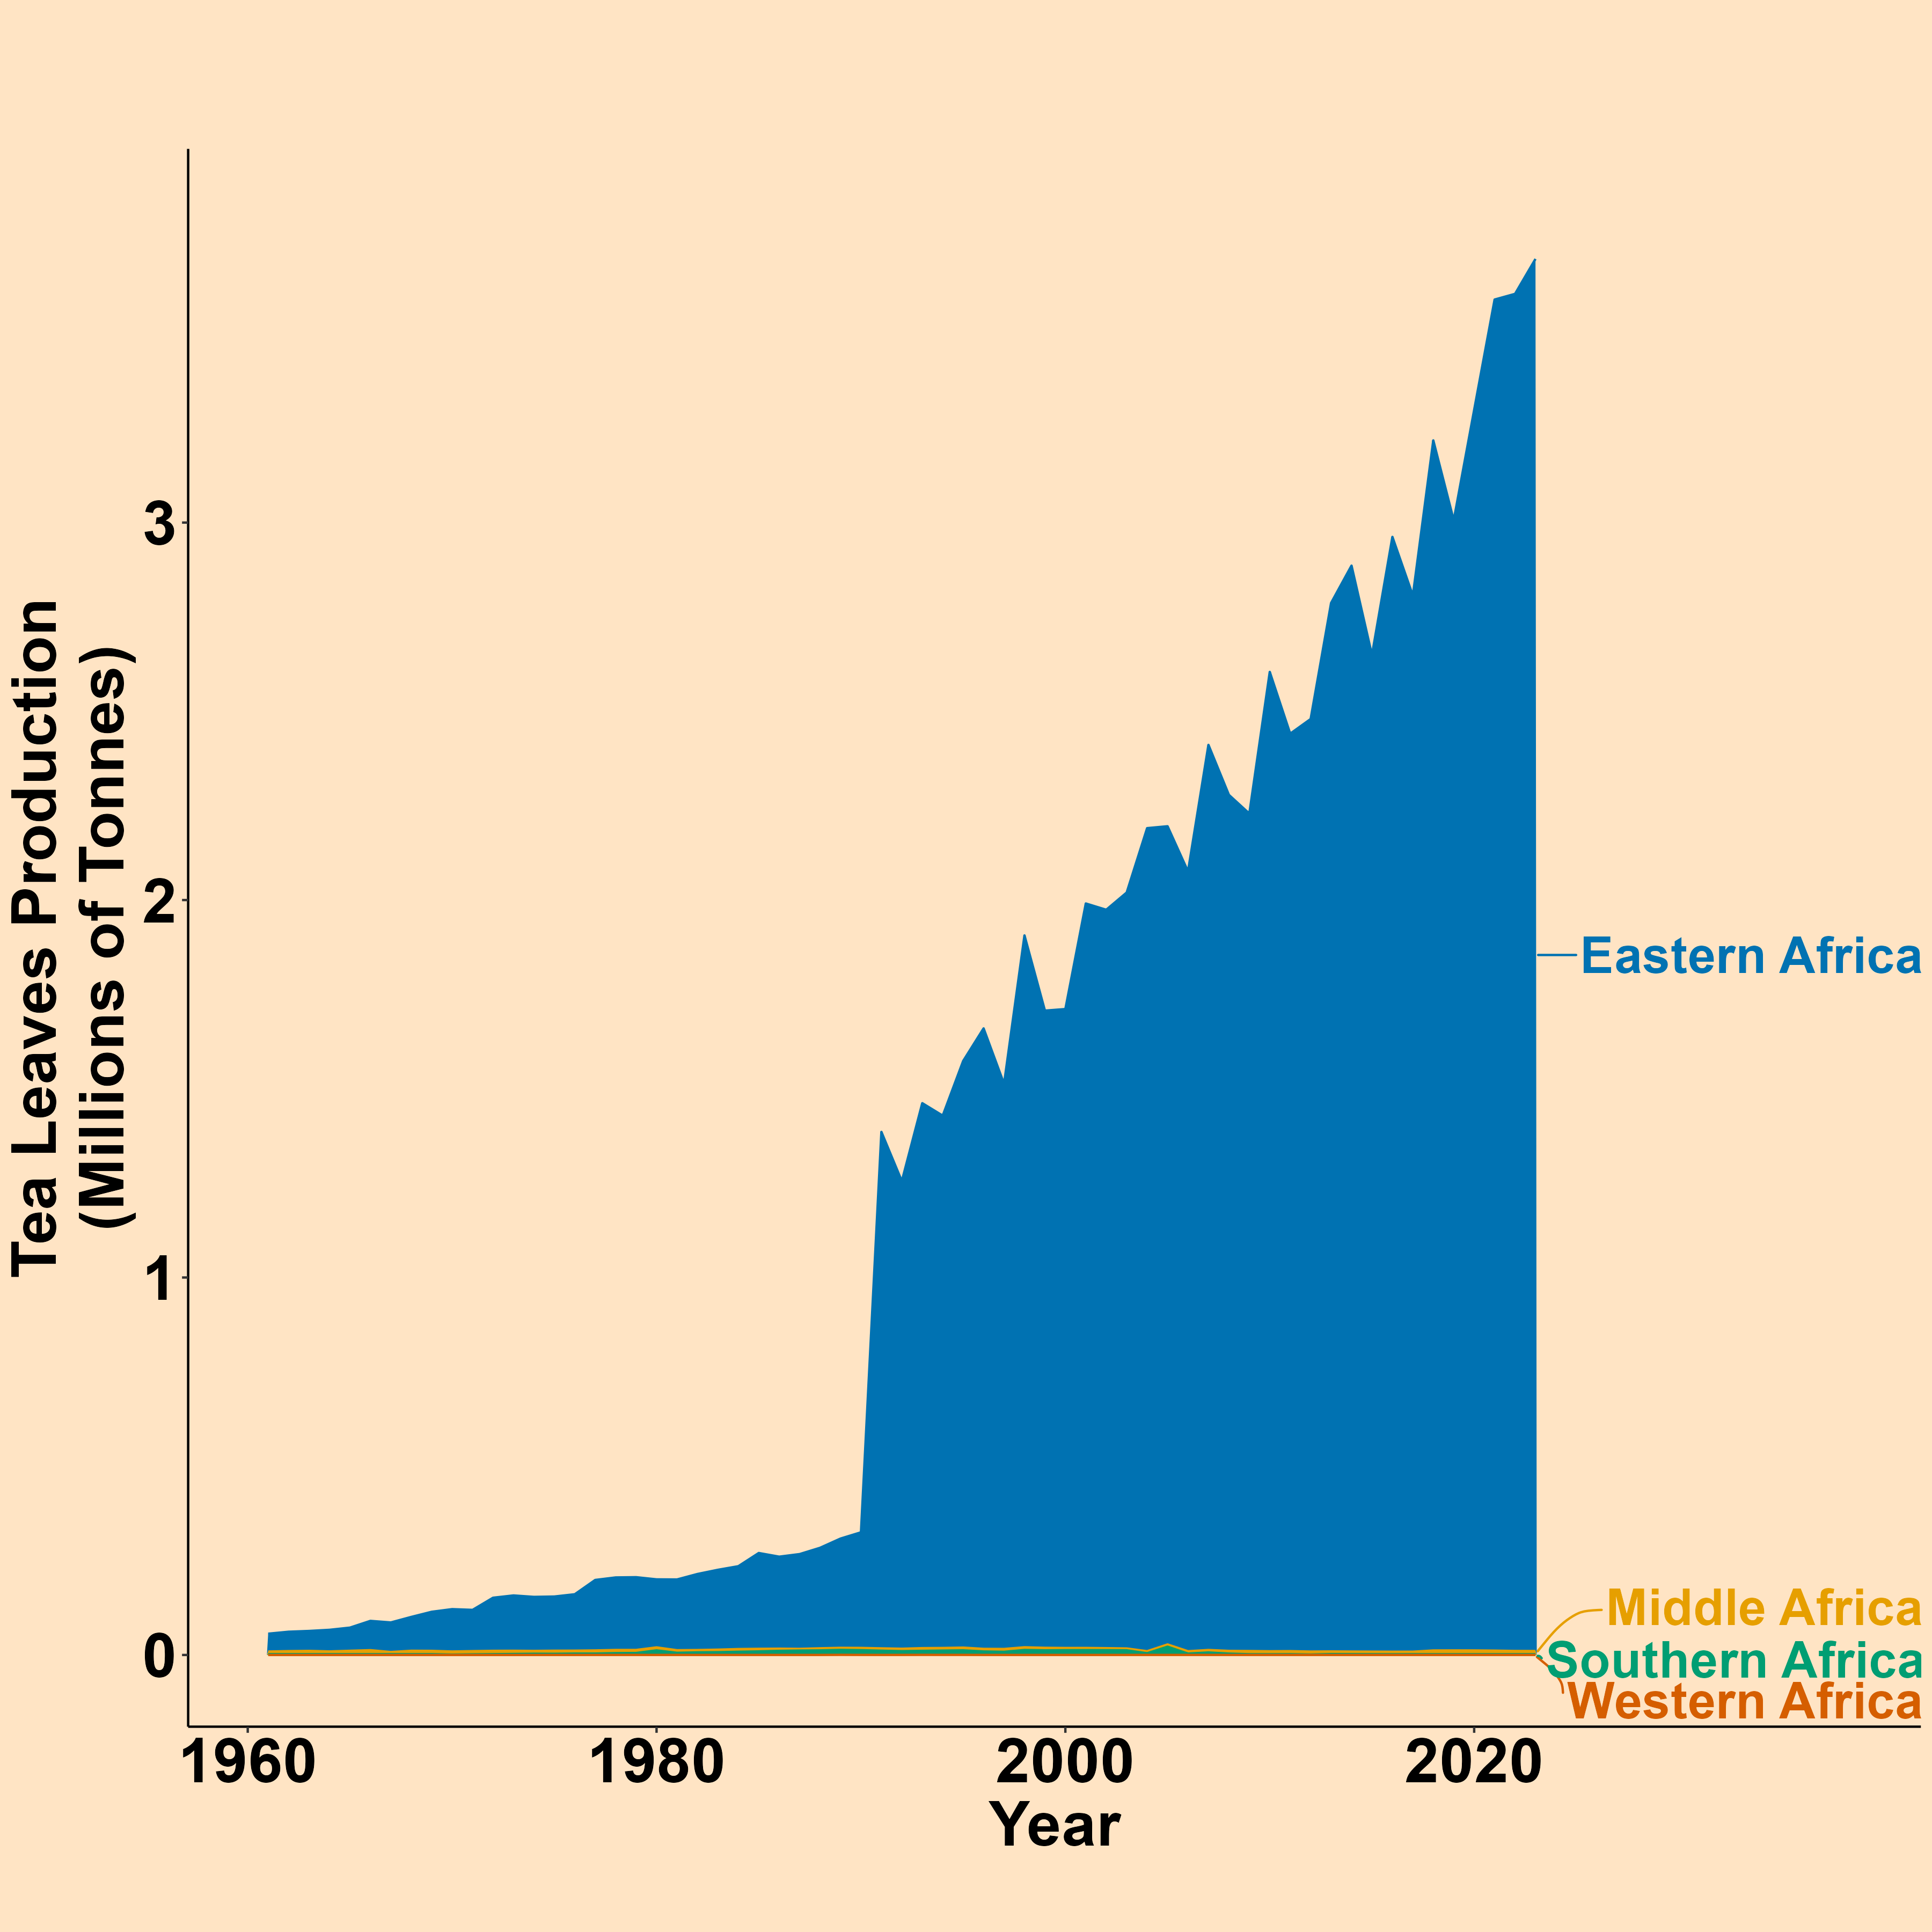 Tea Leaves Production
(Millions of Tonnes)
3
2
1
0
1960
1980
2000
2020
Year
Eastern Africa
Middle Africa
Southern Africa
Western Africa